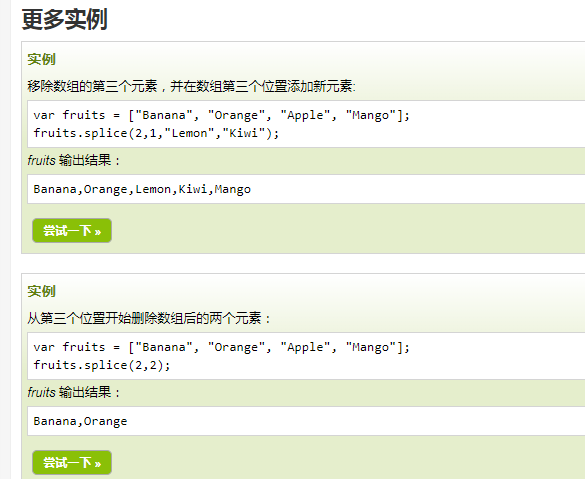 更多实例
实例
移除数组的第三个元素，并在数组第三个位置添加新元素:
var fruits = ["Banana", "Orange", "Apple", "Mango"];
fruits.splice(2,1,"Lemon","Kiwi");
fruits 输出结果：
Banana,Orange,Lemon,Kiwi,Mango
尝试一下 »
实例
从第三个位置开始删除数组后的两个元素：
var fruits = ["Banana", "Orange", "Apple", "Mango"];
fruits.splice(2,2);
fruits 输出结果：
Banana,Orange
尝试一下 »